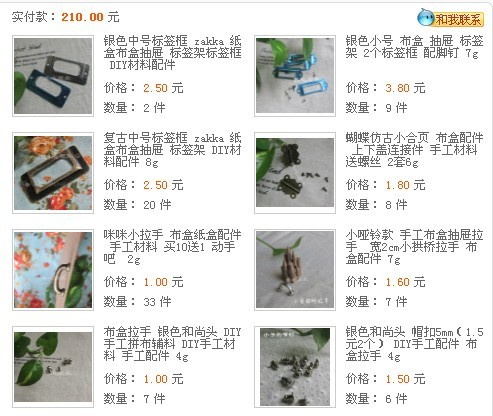 实付款：210.00 元
和我联系
银色中号标签框 zakka 纸
盒布盒抽屉 标签架标签框
DIY材料配件
价格： 2.50 元
数量： 2 件
银色小号 布盒 抽屉 标签
架 2个标签框 配脚钉 7g
价格： 3.80 元
数量： 9 件
复古中号标签框 zakka 纸
盒布盒抽屉 标签架 DIY材
料配件 8g
价格： 2.50 元
数量： 20 件
蝴蝶仿古小合页 布盒配件
上下盖连接件 手工材料
送螺丝 2套6g
价格： 1.80 元
数量： 8 件
咪咪小拉手 布盒纸盒配件
手工材料 买10送1 动手
吧 2g
价格： 1.00 元
数量： 33 件
小哑铃款 手工布盒抽屉拉
手 宽2cm小拱桥拉手 布
盒配件 7g
价格： 1.60 元
数量： 7 件
布盒拉手 银色和尚头 DIY
手工拼布辅料 DIY手工材
料 手工配件 4g
价格： 1.00 元
数量： 7 件
银色和尚头 帽扣5mm（1.5
元2个） DIY手工配件 布
盒拉手 4g
价格： 1.50 元
数量： 6 件